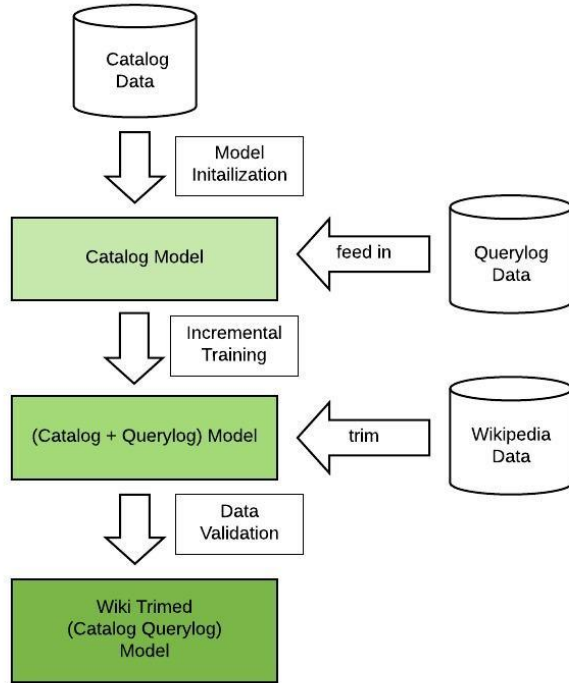 Catalog
Data
Model
Initailization
Catalog Model
feed in
Querylog
Data
Incremental
Training
(Catalog + Querylog) Model
trim
Wikipedia
Data
Data
Validation
Wiki Trimed
(Catalog Querylog)
Model